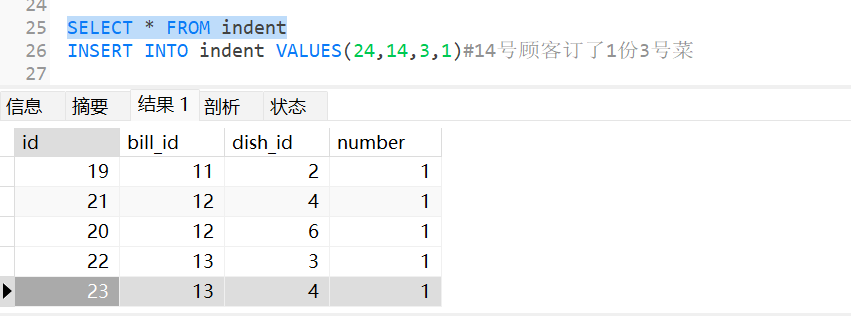 24
25 SELECT * FROM indent
26 INSERT INTO indent VALUES(24,14,3,1)#14号顾客订了1份3号菜
27
信息 摘要 结果 1 剖析 状态
id bill_id dish_id number
19 11 2 1
21 12 4 1
20 12 6 1
22 13 3 1
23 13 4 1